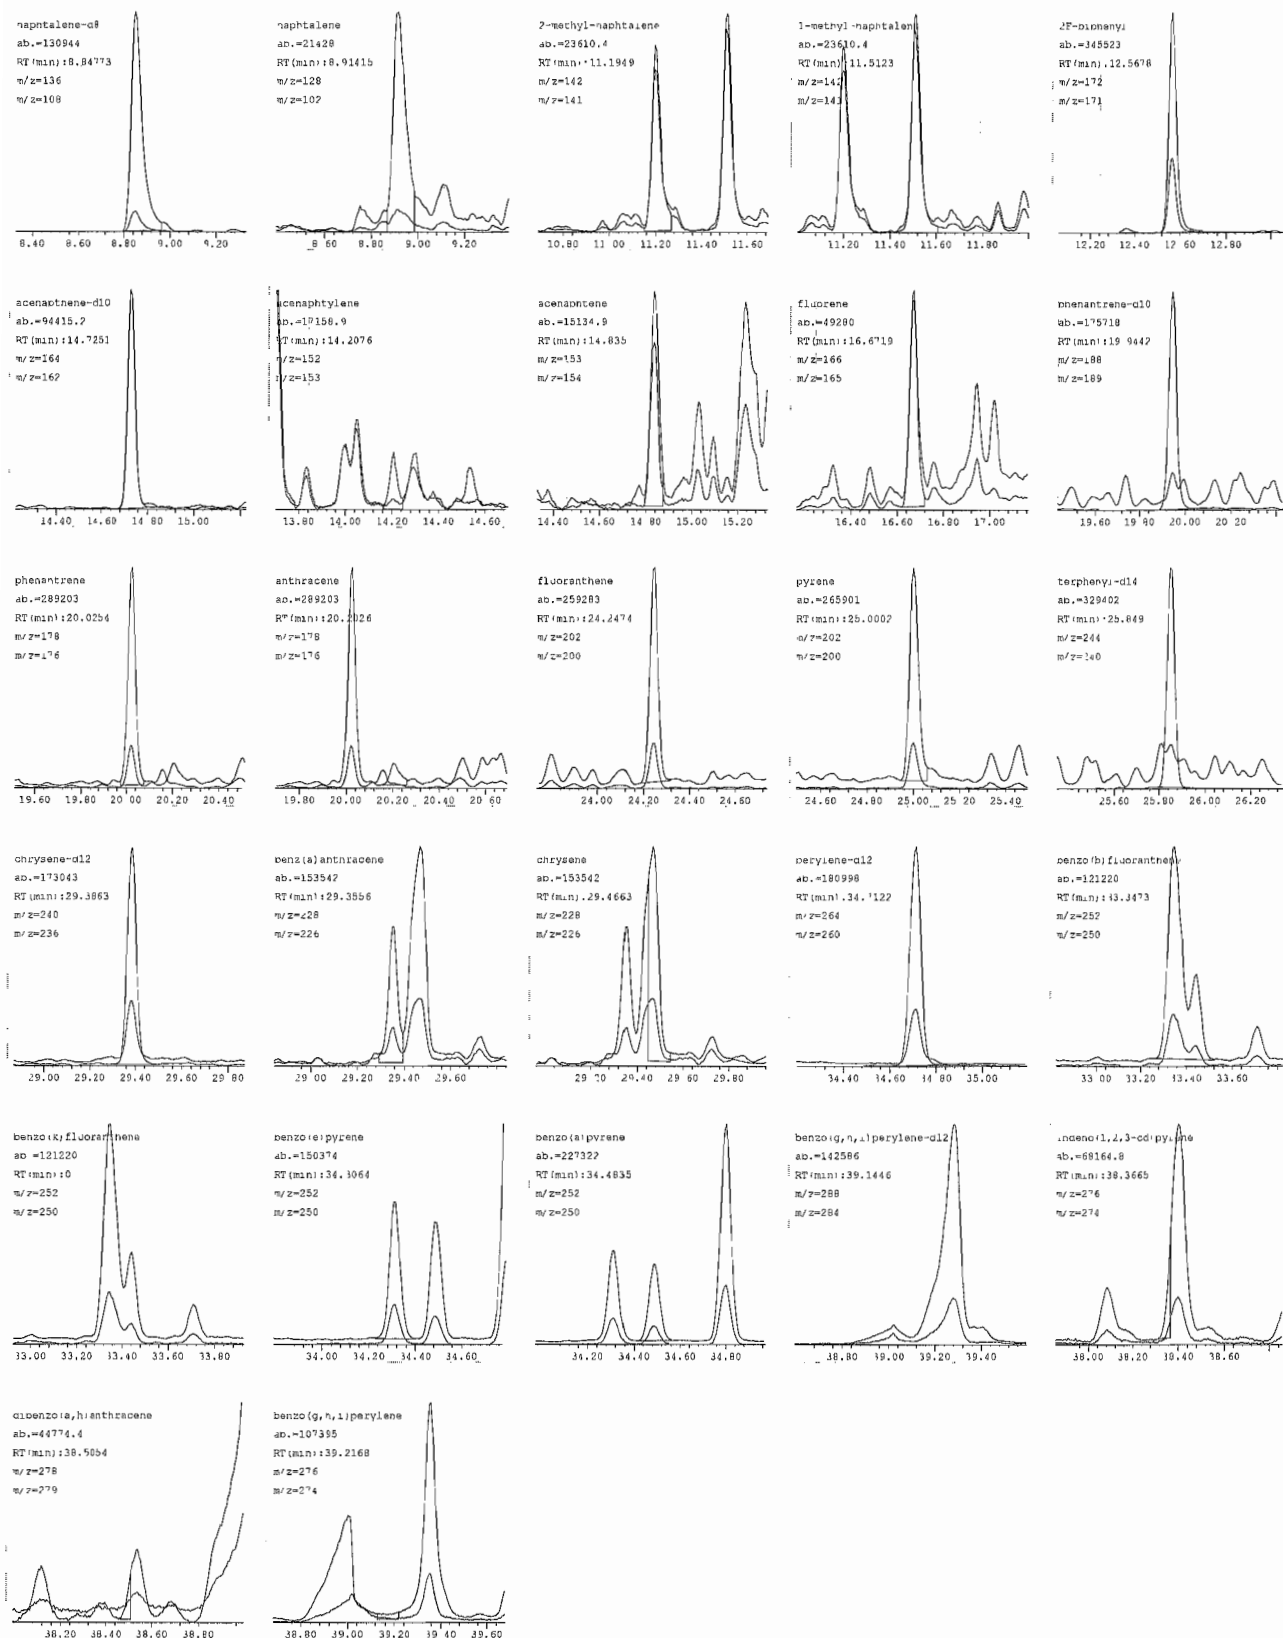 naphtalene-d8
ab.=130944
RT(min):8.84773
m/z=136
m/z=108
8.40 8.60 8.80 9.00 9.20
naphtalene
ab.=21428
RT(min):8.91415
m/z=128
m/z=102
8.60 8.80 9.00 9.20
2-methyl-naphtalene
ab.=23610.4
RT(min):11.1949
m/z=142
m/z=141
10.80 11.00 11.20 11.40 11.60
1-methyl-naphtalene
ab.=23610.4
RT(min):11.5123
m/z=142
m/z=141
11.20 11.40 11.60 11.80
2F-biphenyl
ab.=345523
RT(min).12.5678
m/z=172
m/z=171
12.20 12.40 12 60 12.80
acenaptnene-d10
ab.=94415.2
RT(min):14.7251
m/z=164
m/z=162
14.40 14.60 14.80 15.00
acenaphtylene
ab.=17158.9
RT(min):14.2076
m/z=152
m/z=153
13.80 14.00 14.20 14.40 14.60
acenaphtene
ab.=15134.9
RT(min):14.835
m/z=153
m/z=154
14.40 14.60 14 80 15.00 15.20
fluorene
ab.=49280
RT(min):16.6719
m/z=166
m/z=165
16.40 16.60 16.80 17.00
phenantrene-d10
ab.=175718
RT(min):19 9442
m/z=188
m/z=189
19.60 19 80 20.00 20 20
phenantrene
ab.=289203
RT(min):20.0254
m/z=178
m/z=176
19.60 19.80 20 00 20.20 20.40
anthracene
ab.=289203
RT(min):20.2026
m/z=178
m/z=176
19.80 20.00 20.20 20.40 20 60
fluoranthene
ab.=259283
RT(min):24.2474
m/z=202
m/z=200
24.00 24.20 24.40 24.60
pyrene
ab.=265901
RT(min):25.0002
m/z=202
m/z=200
24.60 24.80 25.00 25 20 25.40
terphenyl-d14
ab.=329402
RT(min):25.849
m/z=244
m/z=240
25.60 25.80 26.00 26.20
chrysene-d12
ab.=173043
RT(min):29.3863
m/z=240
m/z=236
29.00 29.20 29.40 29.60 29 80
benz(a)anthracene
ab.=153542
RT(min):29.3556
m/z=228
m/z=226
29.00 29.20 29.40 29.60
chrysene
ab.=153542
RT(min).29.4663
m/z=228
m/z=226
29 20 29.40 29 60 29.80
perylene-d12
ab.=180998
m/z=264
m/z=260
34.40 34.60 34 80 35.00
benzo(b)fluoranthene
ab.=121220
RT(min):33.3473
m/z=252
m/z=250
33 00 33.20 33.40 33.60
benzo(k)fluoranthene
ab =121220
RT(min):0
m/z=252
m/z=250
33.00 33.20 33.40 33.60 33.80
benzo(e)pyrene
ab.=150374
RT(min):34.3064
m/z=252
m/z=250
34.00 34.20 34.40 34.60
benzo(a)pyrene
ab.=227322
RT(min):34.4835
m/z=252
m/z=250
34.20 34.40 34.60 34.80
benzo(g,h,i)perylene-d12
ab.=142586
RT(min):39.1446
m/z=288
m/z=284
38.80 39.00 39.20 39.40
indeno(1,2,3-cd)pyrene
ab.=68164.8
RT(min):38.3665
m/z=276
m/z=274
38 00 38.20 38.40 38.60
dibenzo(a,h)anthracene
ab.=44774.4
RT(min):38.5054
m/z=278
m/z=279
38.20 38.40 38.60 38.80
benzo(g,h,i)perylene
ab.=107395
RT(min):39.2168
m/z=276
m/z=274
38.80 39.00 39.20 39 40 39.60